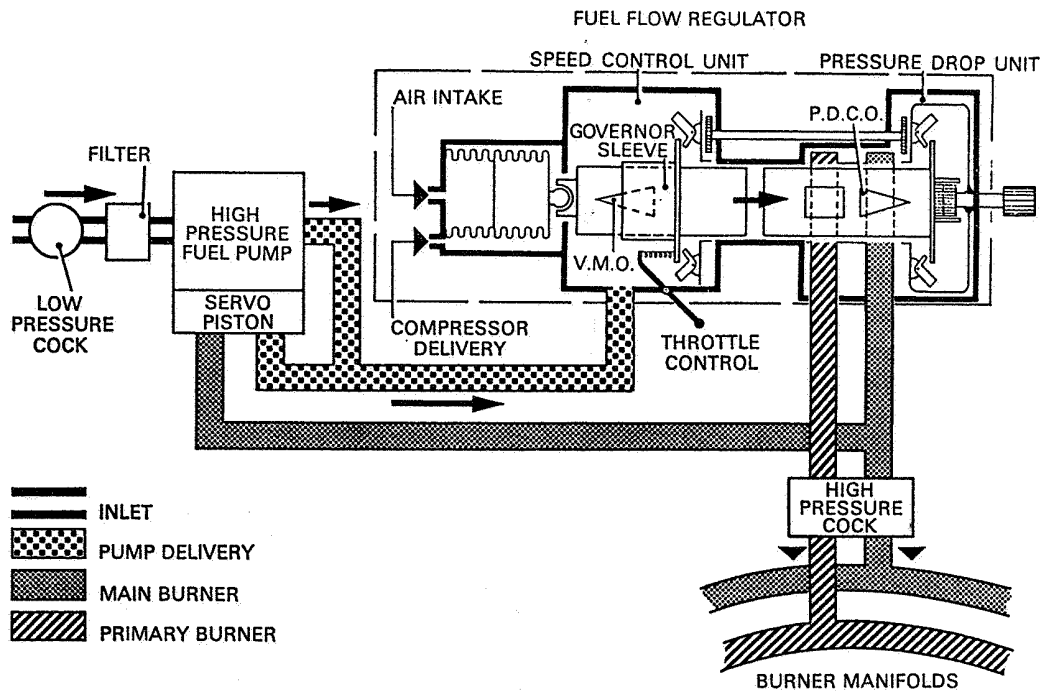 FUEL FLOW REGULATOR
SPEED CONTROL UNIT
PRESSURE DROP UNIT
AIR INTAKE
P.D.C.O.
GOVERNOR
SLEEVE
FILTER
HIGH
PRESSURE
FUEL PUMP
V.M.O.
SERVO
PISTON
LOW
PRESSURE
COCK
COMPRESSOR
DELIVERY
THROTTLE
CONTROL
HIGH
PRESSURE
COCK
INLET
PUMP DELIVERY
MAIN BURNER
PRIMARY BURNER
BURNER MANIFOLDS